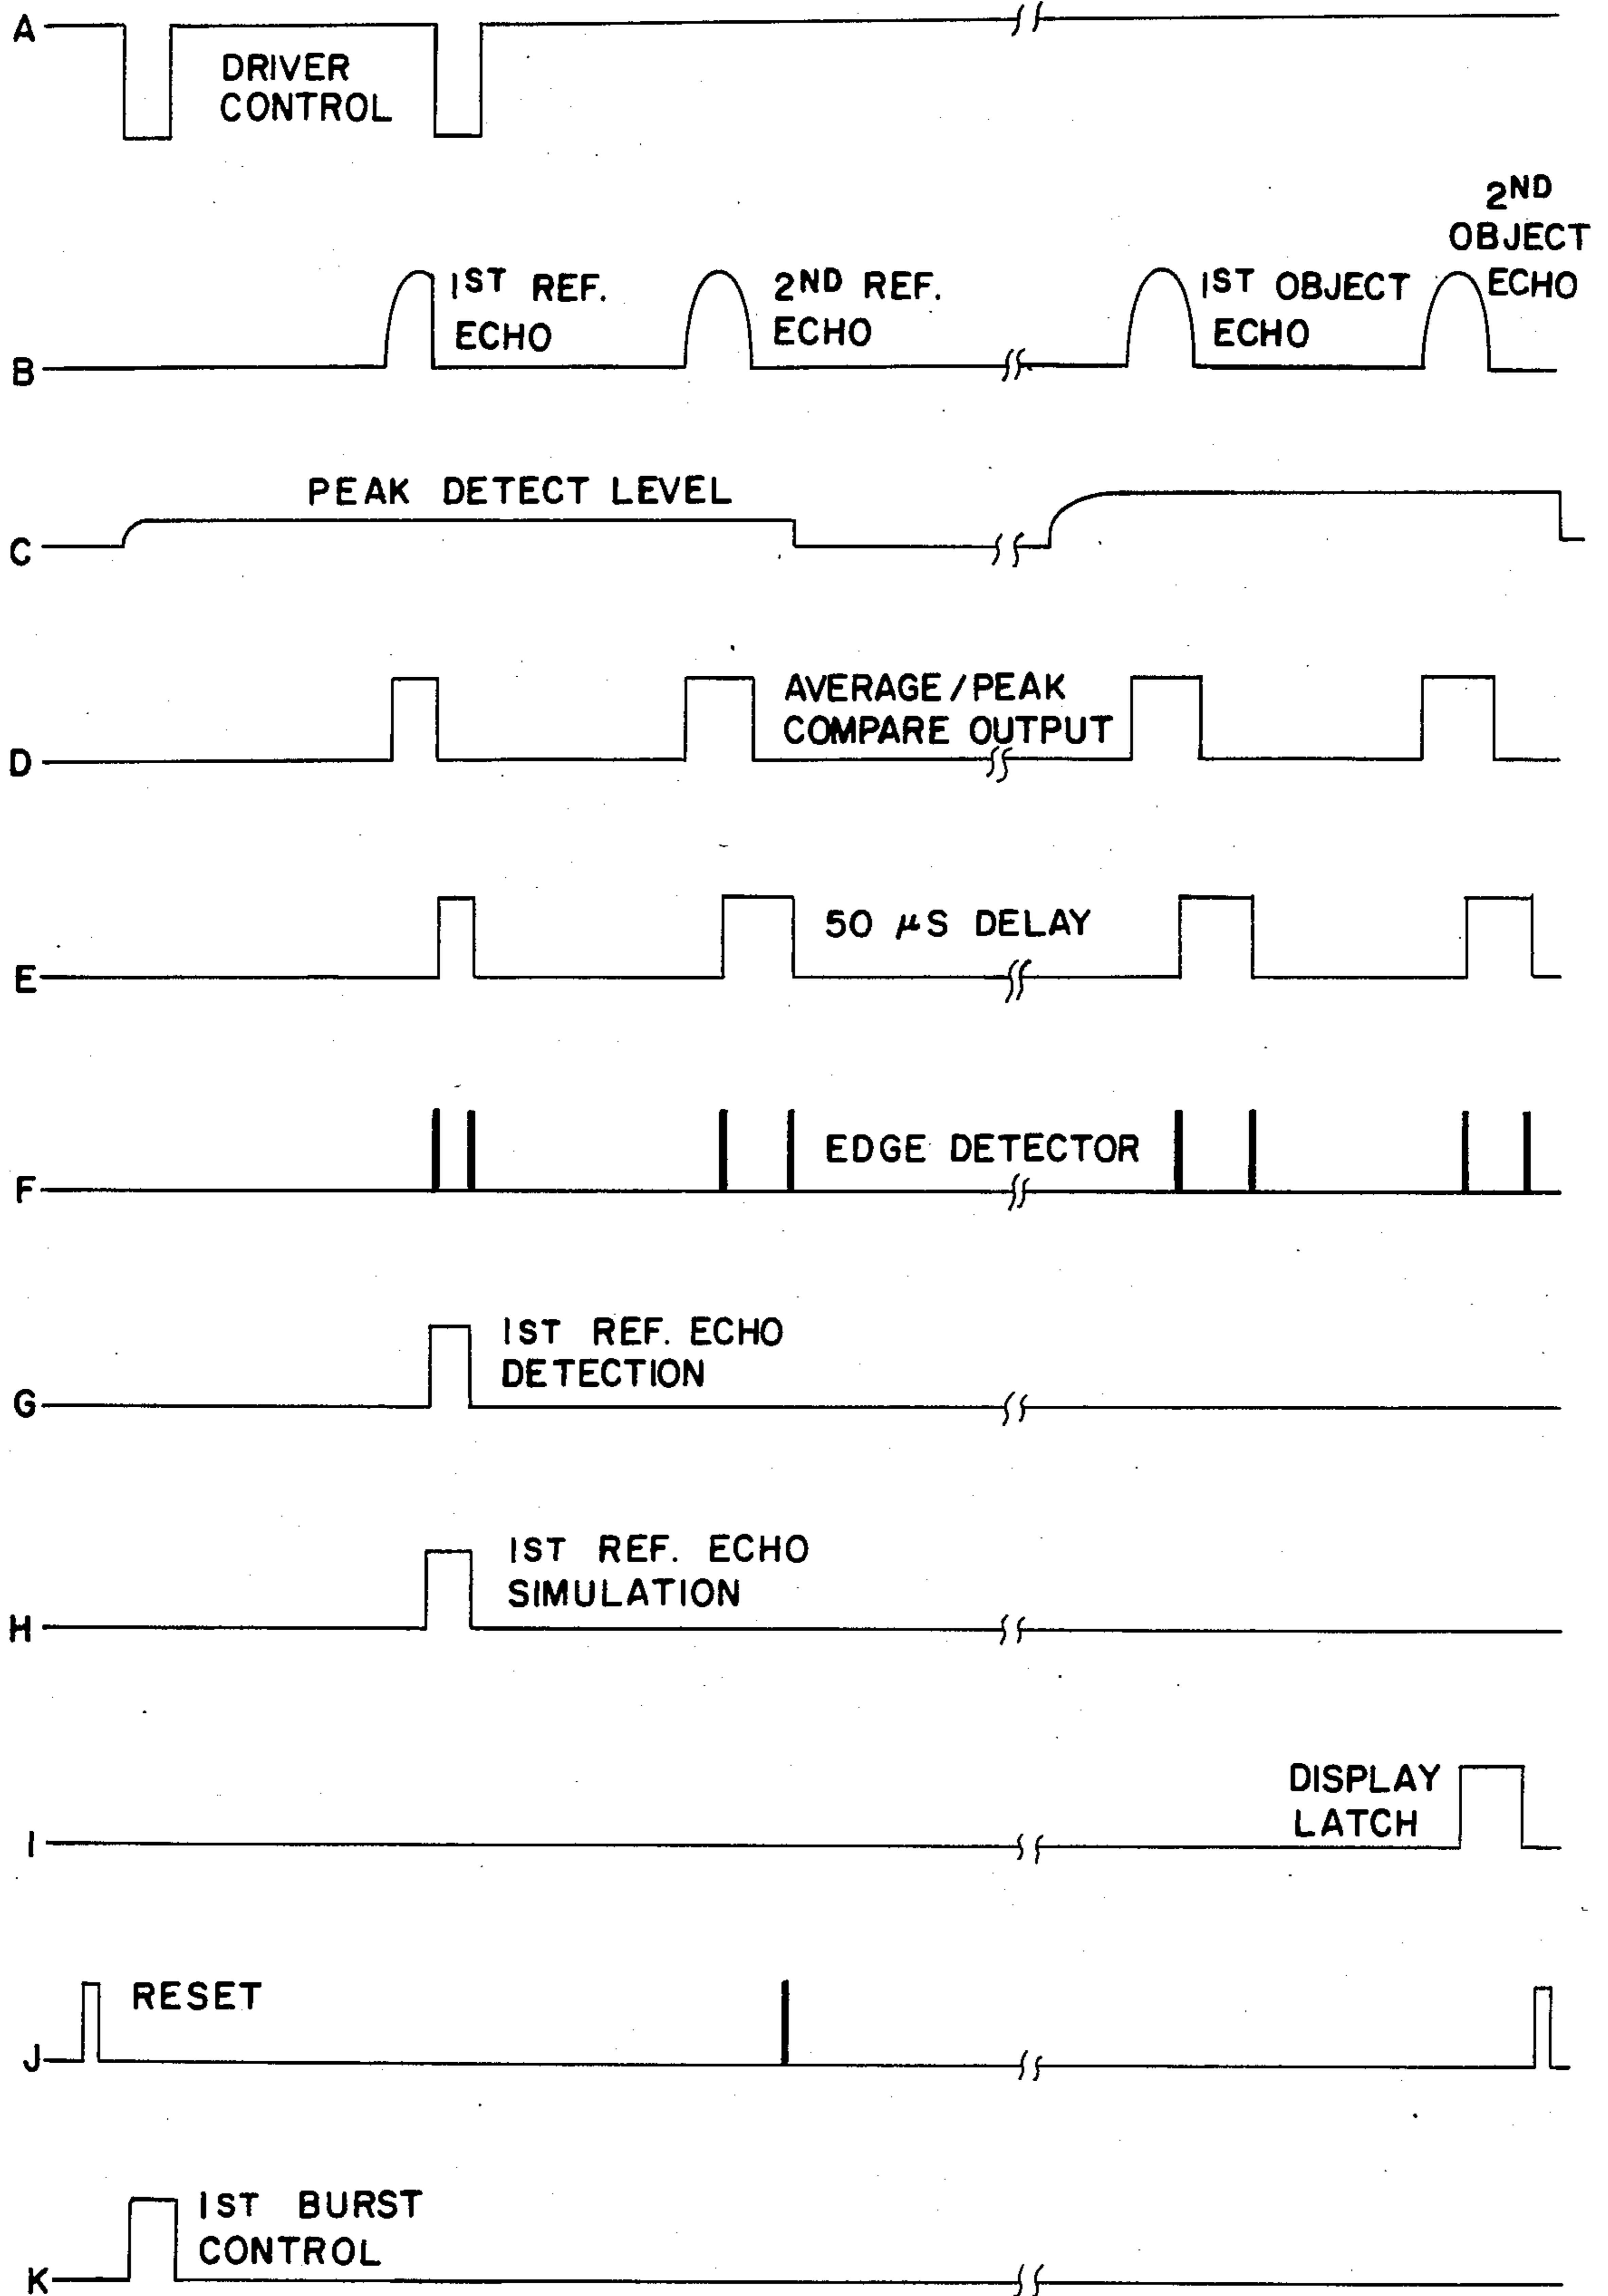 A
DRIVER
CONTROL
2ND
OBJECT
ECHO
1ST REF.
ECHO
2ND REF.
ECHO
1ST OBJECT
ECHO
B
PEAK DETECT LEVEL
C
AVERAGE/PEAK
COMPARE OUTPUT
D
50 μS DELAY
E
EDGE DETECTOR
F
1ST REF. ECHO
DETECTION
G
1ST REF. ECHO
SIMULATION
H
DISPLAY
LATCH
I
RESET
J
1ST BURST
CONTROL
K